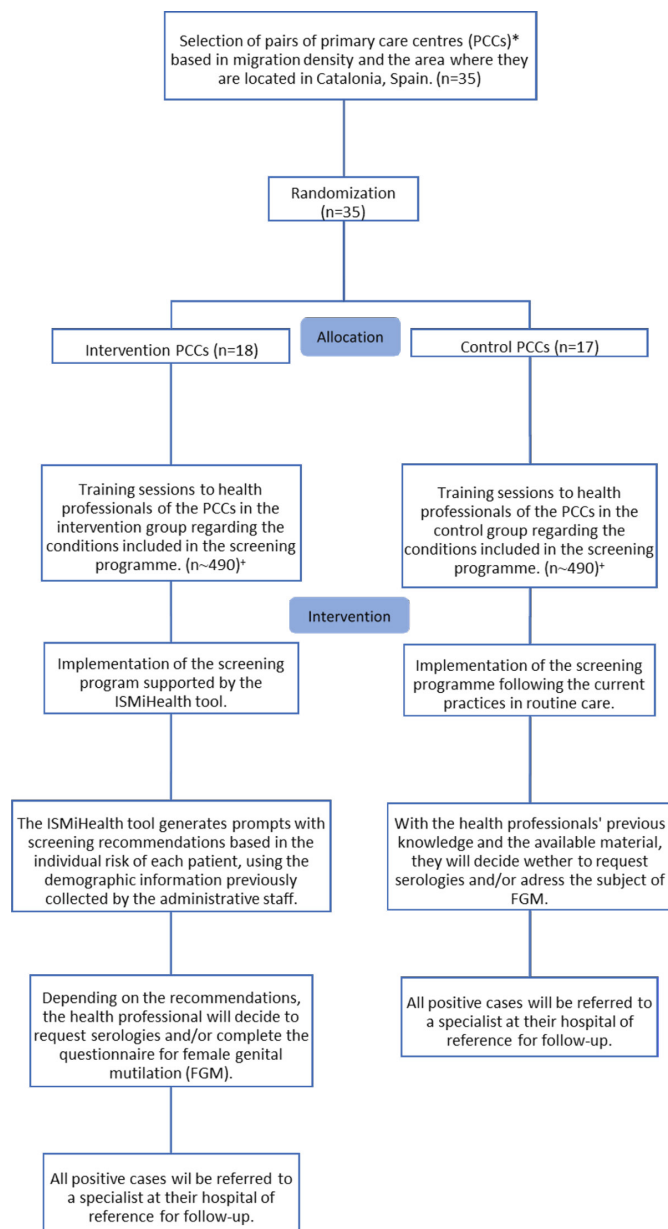 Selection of pairs of primary care centres (PCCs)*
based in migration density and the area where they
are located in Catalonia, Spain. (n=35)
Randomization
(n=35)
Allocation
Intervention PCCs (n=18)
Control PCCs (n=17)
Training sessions to health
professionals of the PCCs in the
intervention group regarding the
conditions included in the screening
programme. (n~490)⁺
Training sessions to health
professionals of the PCCs in the
control group regarding the
conditions included in the screening
programme. (n~490)⁺
Intervention
Implementation of the screening
program supported by the
ISMiHealth tool.
Implementation of the screening
programme following the current
practices in routine care.
The ISMiHealth tool generates prompts with
screening recommendations based in the
individual risk of each patient, using the
demographic information previously
collected by the administrative staff.
With the health professionals' previous
knowledge and the available material,
they will decide wether to request
serologies and/or adress the subject of
FGM.
Depending on the recommendations,
the health professional will decide to
request serologies and/or complete the
questionnaire for female genital
mutilation (FGM).
All positive cases will be referred to
a specialist at their hospital of
reference for follow-up.
All positive cases wil be referred to
a specialist at their hospital of
reference for follow-up.